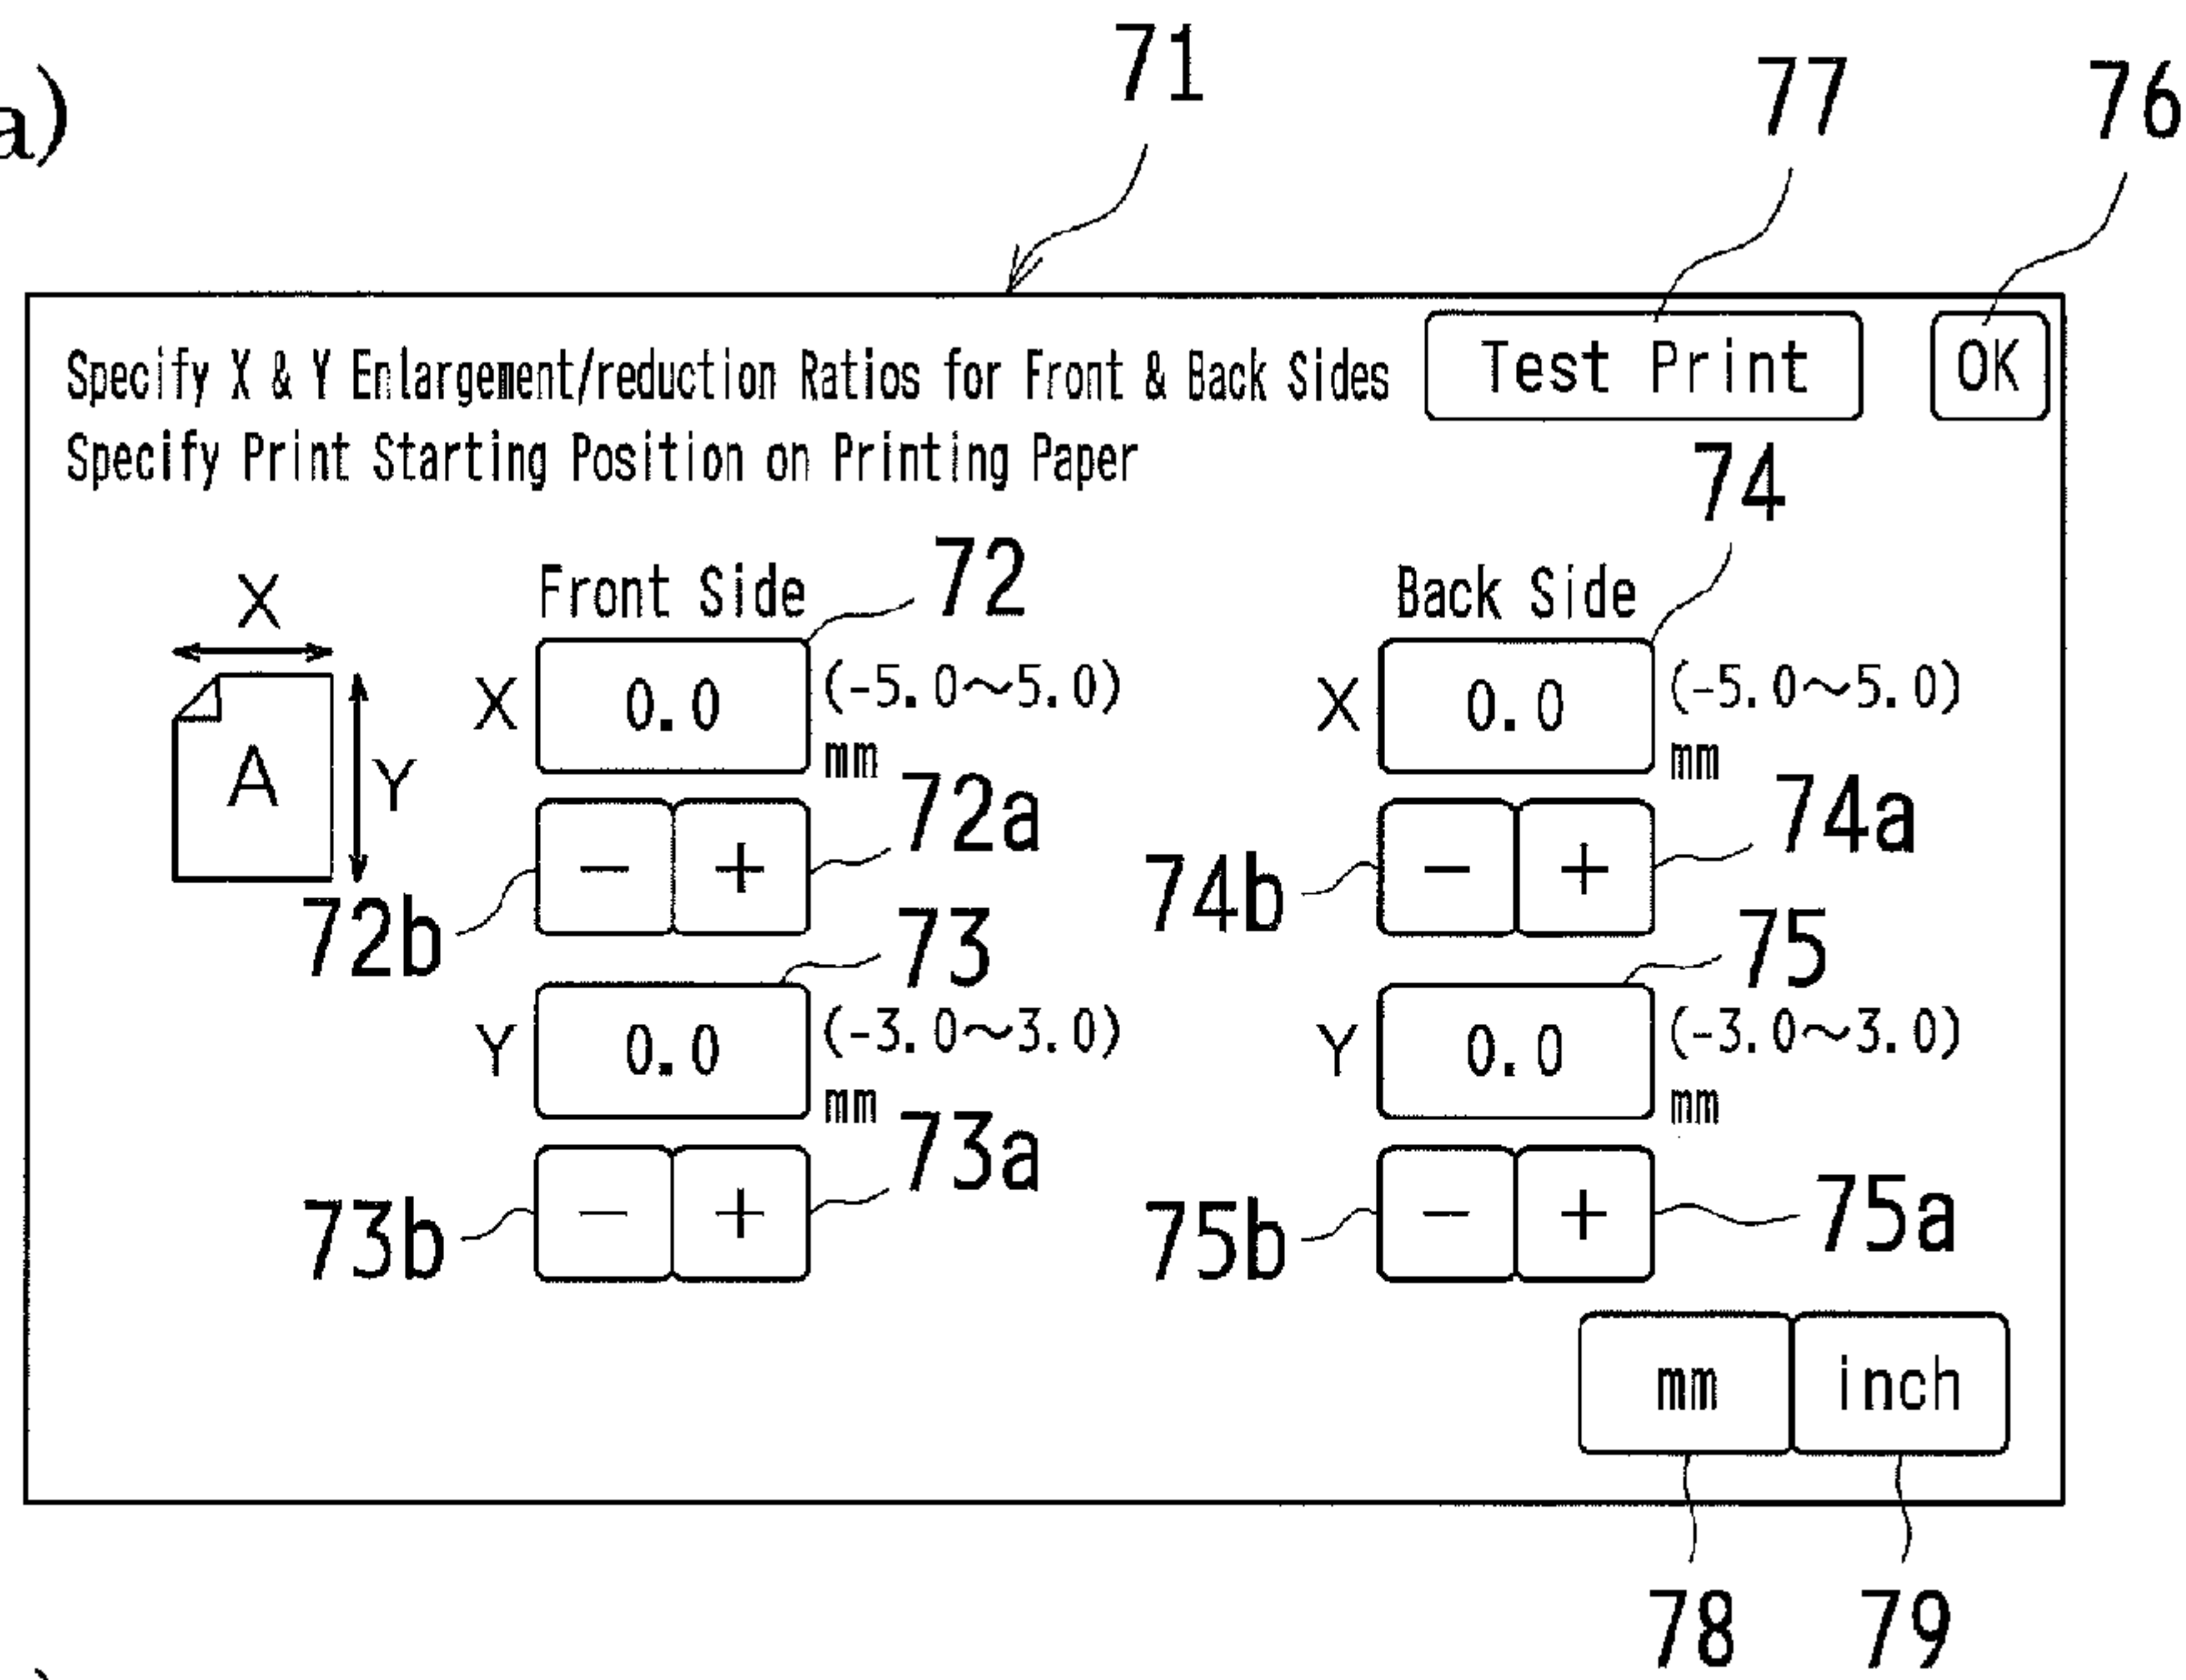 a)
71
77
76
Specify X & Y Enlargement/reduction Ratios for Front & Back Sides
Test Print
OK
Specify Print Starting Position on Printing Paper
74
X
Front Side
72
Back Side
X
0.0
(-5.0～5.0)
mm
X
0.0
(-5.0～5.0)
mm
A
Y
72a
74a
72b
−
+
74b
−
+
73
75
Y
0.0
(-3.0～3.0)
mm
Y
0.0
(-3.0～3.0)
mm
73a
75a
73b
−
+
75b
−
+
mm
inch
78
79